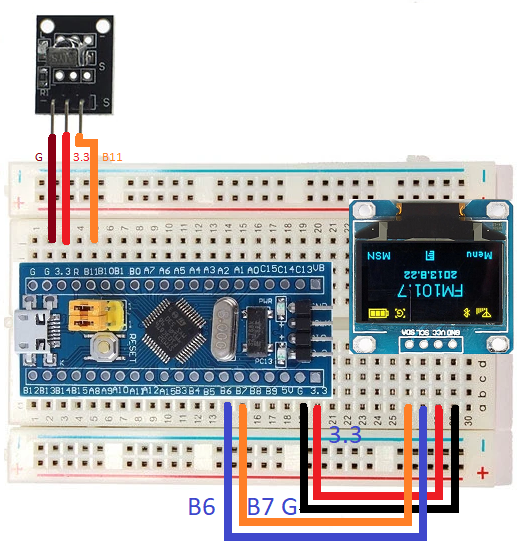 S
R1
S
G 3.3 B11
G G 3.3 R B11 B10 B1 B0 A7 A6 A5 A4 A3 A2 A1 A0 C15 C14 C13 VB
MSN Menu
2013.8.22
FM101.7
GND VCC SCL SDA
PWR
RESET
PC13
B12 B13 B14 B15 A8 A9 A10 A11 A12 A15 B3 B4 B5 B6 B7 B8 B9 5V G 3.3
3.3
B6 B7 G